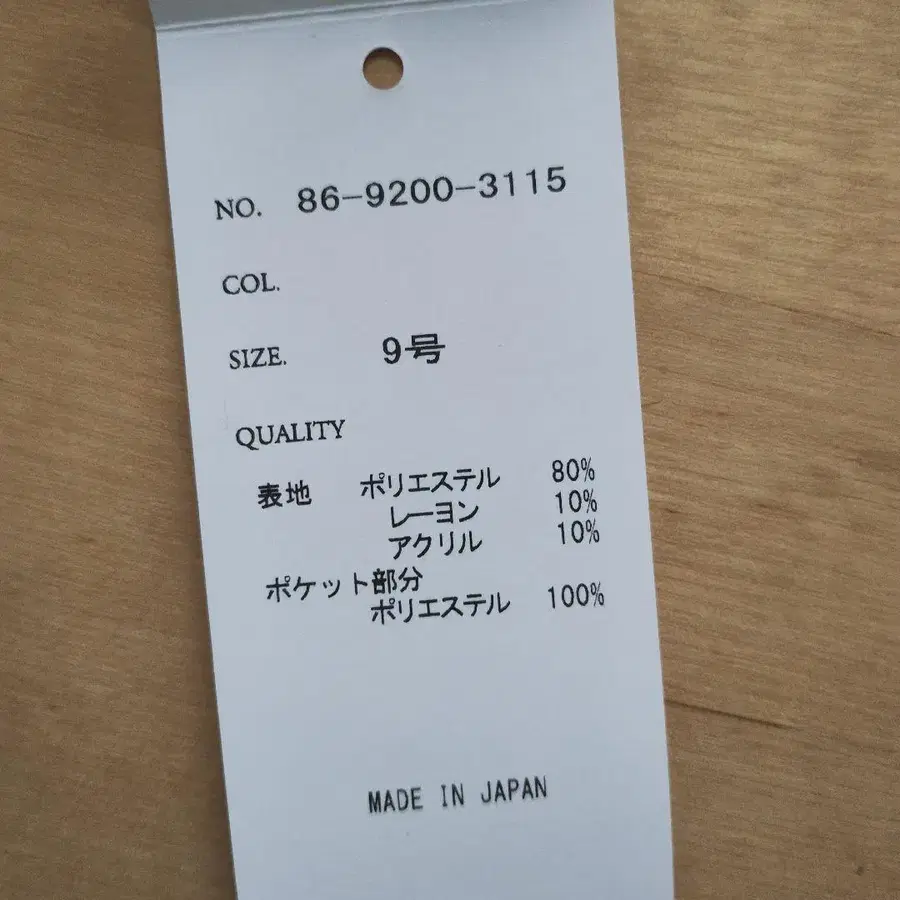 NO. 86-9200-3115
COL.
SIZE. 9号
QUALITY
表地 ポリエステル 80%
レーヨン 10%
アクリル 10%
ポケット部分
ポリエステル 100%
MADE IN JAPAN